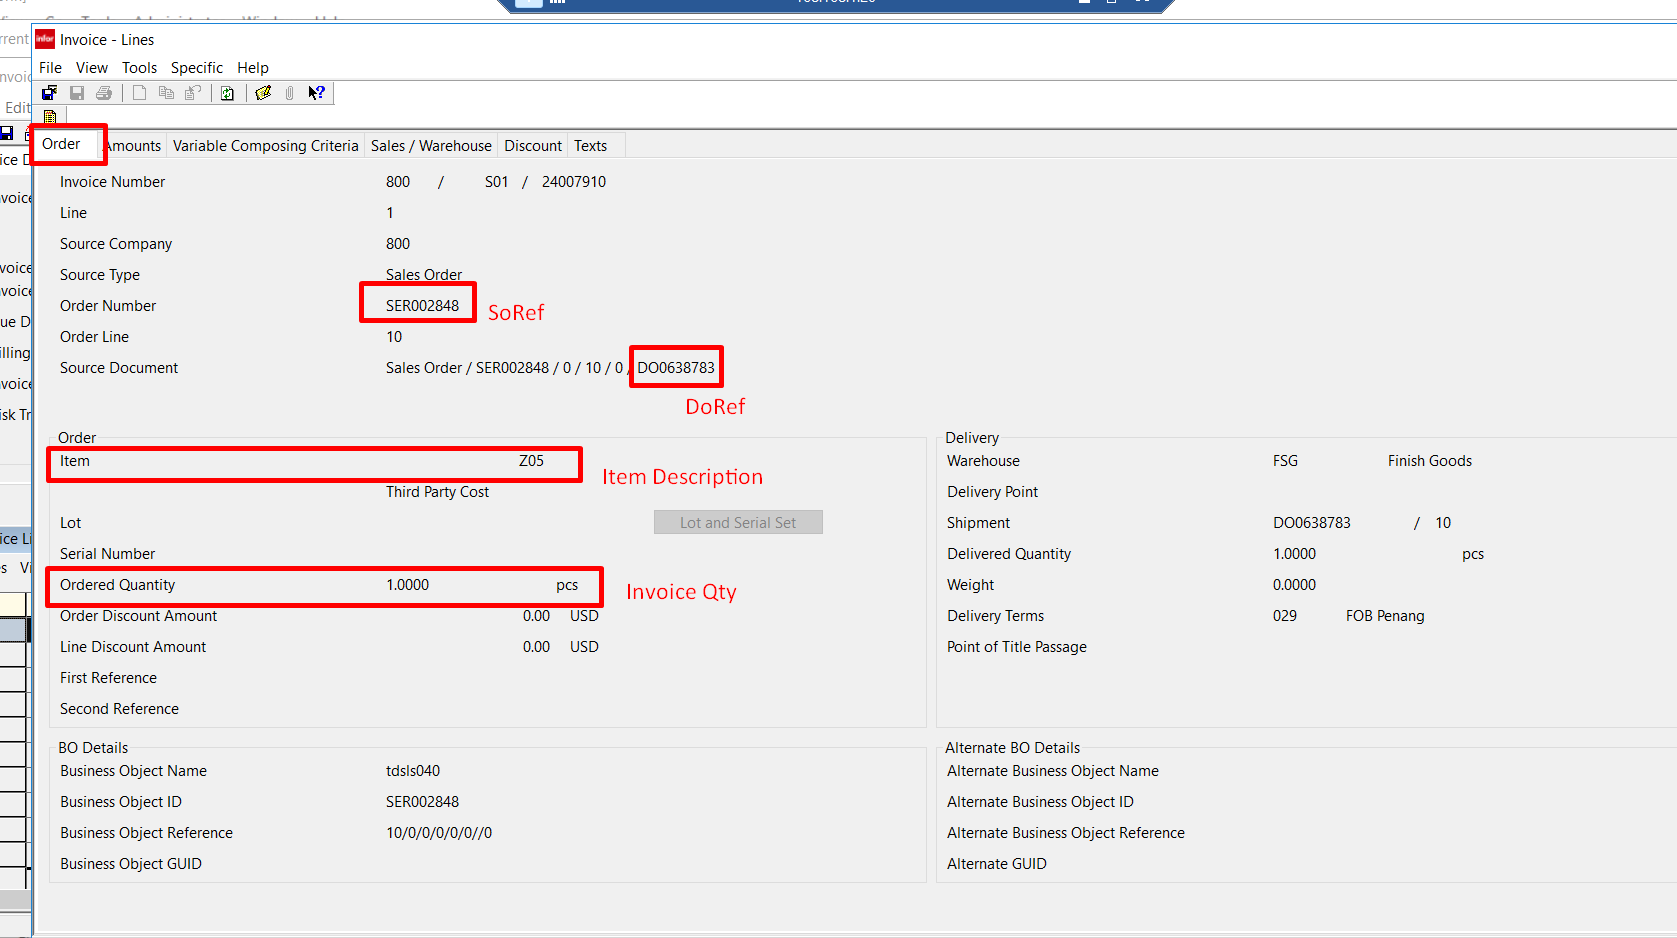 infor Invoice - Lines
File View Tools Specific Help
Edit
Order Amounts Variable Composing Criteria Sales / Warehouse Discount Texts
Invoice Number 800 / S01 / 24007910
Line 1
Source Company 800
Source Type Sales Order
Order Number SER002848 SoRef
Order Line 10
Source Document Sales Order / SER002848 / 0 / 10 / 0 / DO0638783
DoRef
Order
Item Z05 Item Description
Third Party Cost
Lot Lot and Serial Set
Serial Number
Ordered Quantity 1.0000 pcs Invoice Qty
Order Discount Amount 0.00 USD
Line Discount Amount 0.00 USD
First Reference
Second Reference
Delivery
Warehouse FSG Finish Goods
Delivery Point
Shipment DO0638783 / 10
Delivered Quantity 1.0000 pcs
Weight 0.0000
Delivery Terms 029 FOB Penang
Point of Title Passage
BO Details
Business Object Name tdsls040
Business Object ID SER002848
Business Object Reference 10/0/0/0/0/0//0
Business Object GUID
Alternate BO Details
Alternate Business Object Name
Alternate Business Object ID
Alternate Business Object Reference
Alternate GUID